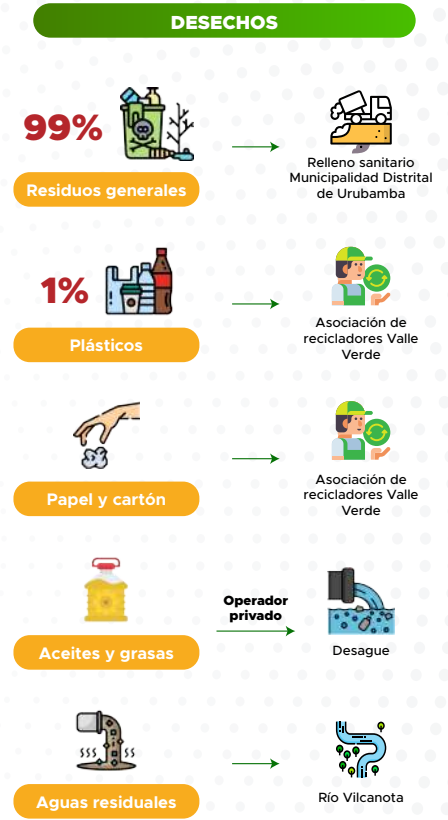 DESECHOS
99%
Residuos generales
Relleno sanitario
Municipalidad Distrital
de Urubamba
1%
Plásticos
Asociación de
recicladores Valle
Verde
Papel y cartón
Asociación de
recicladores Valle
Verde
Aceites y grasas
Operador
privado
Desague
Aguas residuales
Río Vilcanota